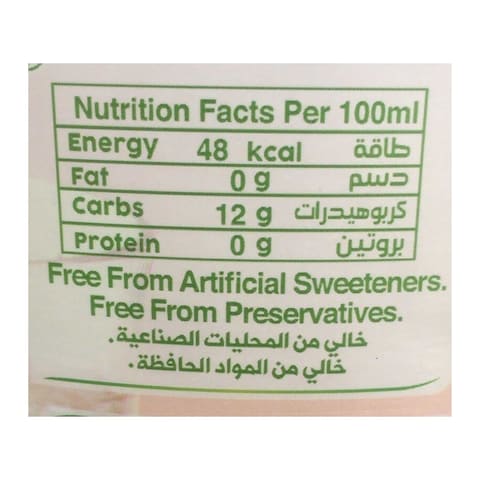 Nutrition Facts Per 100ml
Energy 48 kcal طاقة
Fat 0 g دسم
Carbs 12 g كربوهيدرات
Protein 0 g بروتين
Free From Artificial Sweeteners.
Free From Preservatives.
خالي من المحليات الصناعية.
خالي من المواد الحافظة.